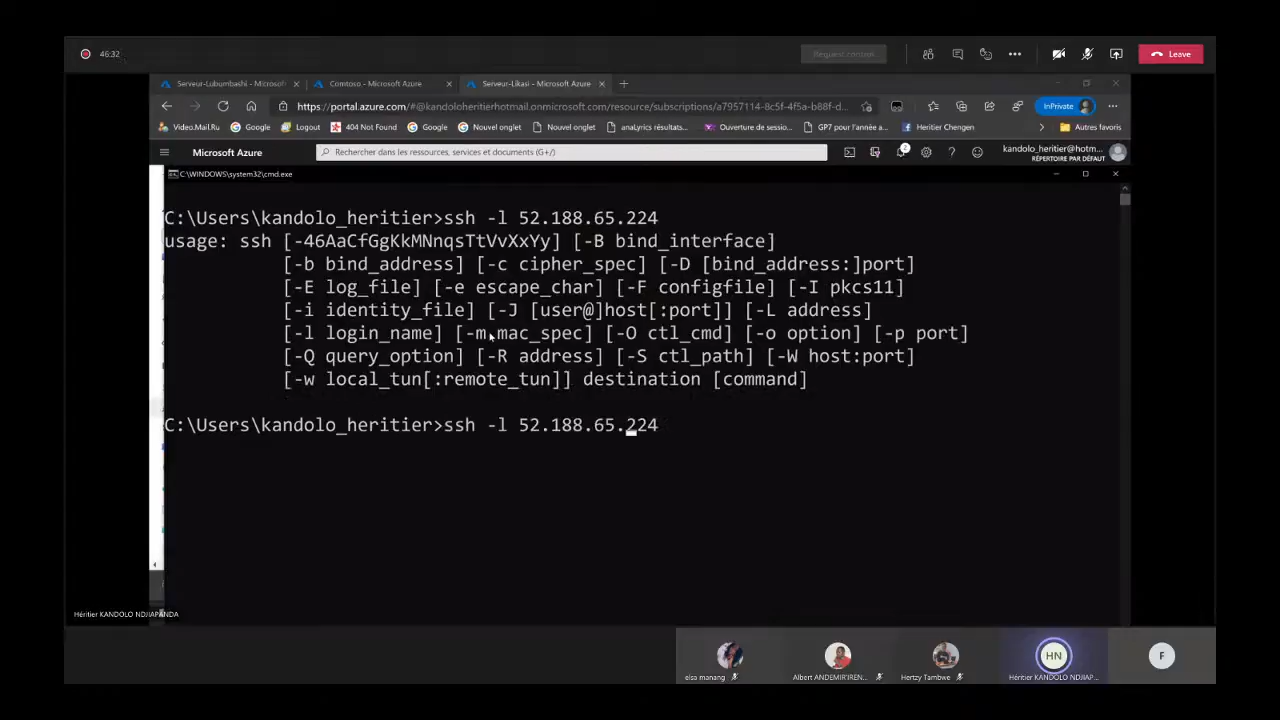 46:32
Request control
Leave
Serveur-Lubumbashi - Microsoft
Comtoso - Microsoft Azure
Serveur-Likasi - Microsoft Azure
https://portal.azure.com/#@kandoloheritierhotmail.onmicrosoft.com/resource/subscriptions/a7957114-8c5f-4f5a-b88f-d...
InPrivate
Video.Mail.Ru
Google
Logout
404 Not Found
Google
Nouvel onglet
Nouvel onglet
analyrics résultats...
Ouverture de sessio...
GP7 pour l'année a...
Heritier Chengen
Autres favoris
Microsoft Azure
Rechercher dans les ressources, services et documents (G+/)
2
kandolo_heritier@hotm...
RÉPERTOIRE PAR DÉFAUT
C:\WINDOWS\system32\cmd.exe
C:\Users\kandolo_heritier>ssh -l 52.188.65.224
usage: ssh [-46AaCfGgKkMNnqsTtVvXxYy] [-B bind_interface]
[-b bind_address] [-c cipher_spec] [-D [bind_address:]port]
[-E log_file] [-e escape_char] [-F configfile] [-I pkcs11]
[-i identity_file] [-J [user@]host[:port]] [-L address]
[-l login_name] [-m mac_spec] [-O ctl_cmd] [-o option] [-p port]
[-Q query_option] [-R address] [-S ctl_path] [-W host:port]
[-w local_tun[:remote_tun]] destination [command]
C:\Users\kandolo_heritier>ssh -l 52.188.65.224
Héritier KANDOLO NDJIAPANDA
elsa manang
Albert ANDEMIR'IREN...
Hertzy Tambwe
HN
Héritier KANDOLO NDJIAP...
F